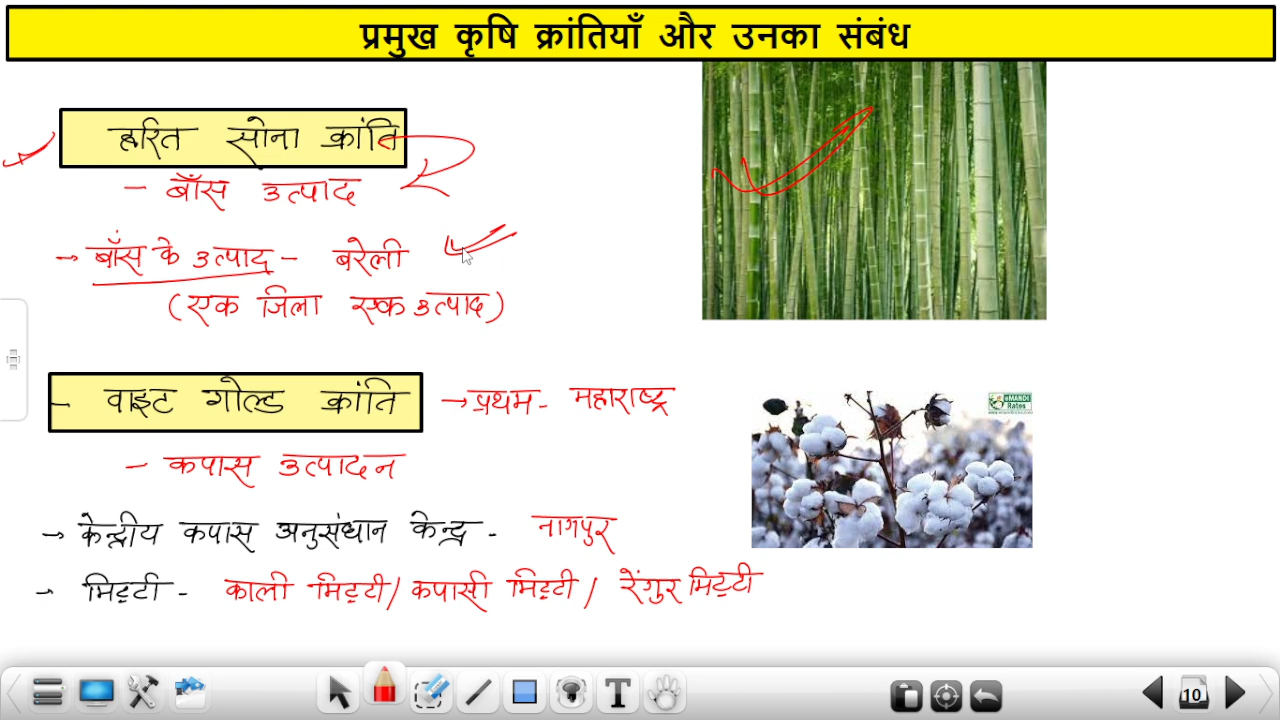 प्रमुख कृषि क्रांतियाँ और उनका संबंध
हरित सोना क्रांति
- बाँस उत्पाद
→ बाँस के उत्पाद - बरेली
(एक जिला एक उत्पाद)
- वाइट गोल्ड क्रांति → प्रथम - महाराष्ट्र
- कपास उत्पादन
→ केन्द्रीय कपास अनुसंधान केन्द्र - नागपुर
→ मिट्टी - काली मिट्टी / कपासी मिट्टी / रेंगुर मिट्टी
eMANDI
Rates
10